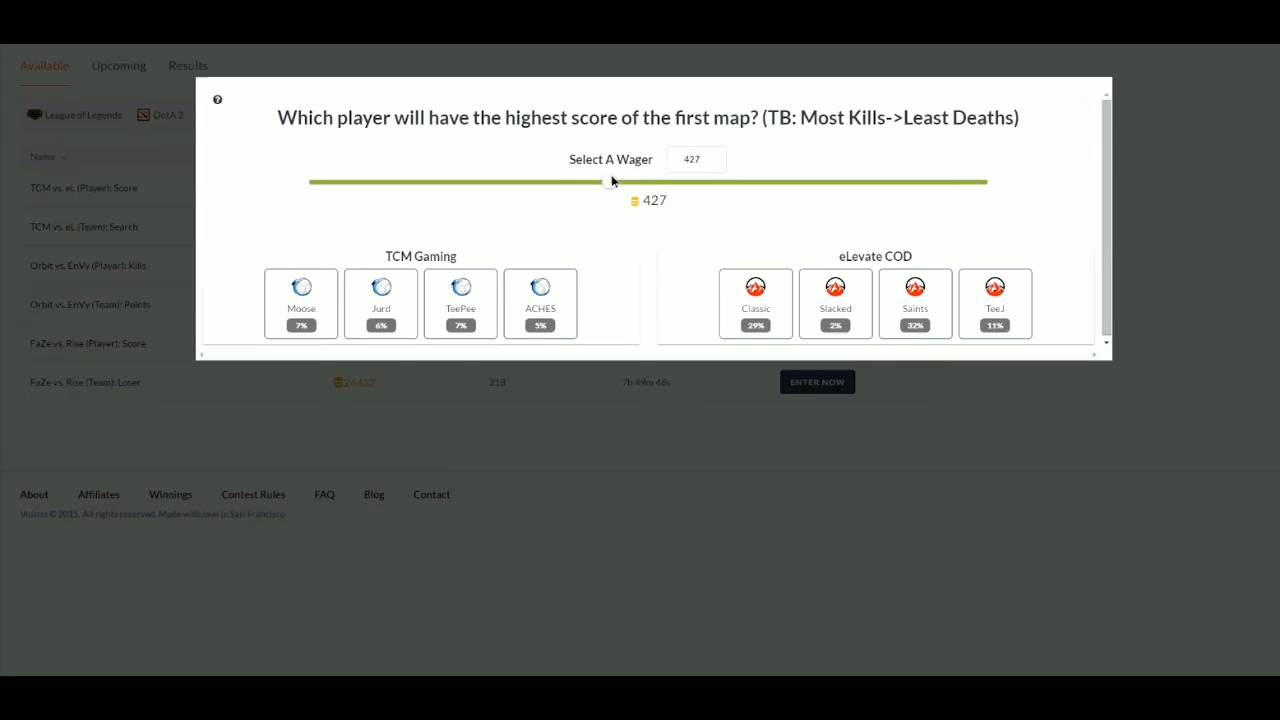 Available Upcoming Results
League of Legends DotA 2
Which player will have the highest score of the first map? (TB: Most Kills->Least Deaths)
Select A Wager 427
427
Name
TCM vs. eL (Player): Score
TCM vs. eL (Team): Search
Orbit vs. EnVy (Player): Kills
Orbit vs. EnVy (Team): Points
FaZe vs. Rise (Player): Score
TCM Gaming
Moose Jurd TeePee ACHES
7% 6% 7% 5%
eLevate COD
Classic Slacked Saints TeeJ
29% 2% 32% 11%
FaZe vs. Rise (Team): Loser 26432 218 7h 49m 48s ENTER NOW
About Affiliates Winnings Contest Rules FAQ Blog Contact
Vulcun © 2015. All rights reserved. Made with love in San-Francisco